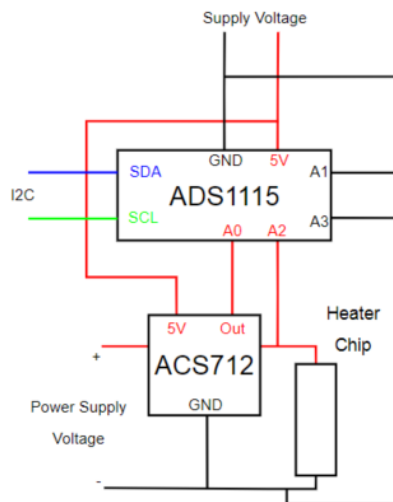 Supply Voltage
GND 5V
SDA A1
I2C ADS1115
SCL A3
A0 A2
5V Out Heater
Chip
+ ACS712
Power Supply GND
Voltage
-